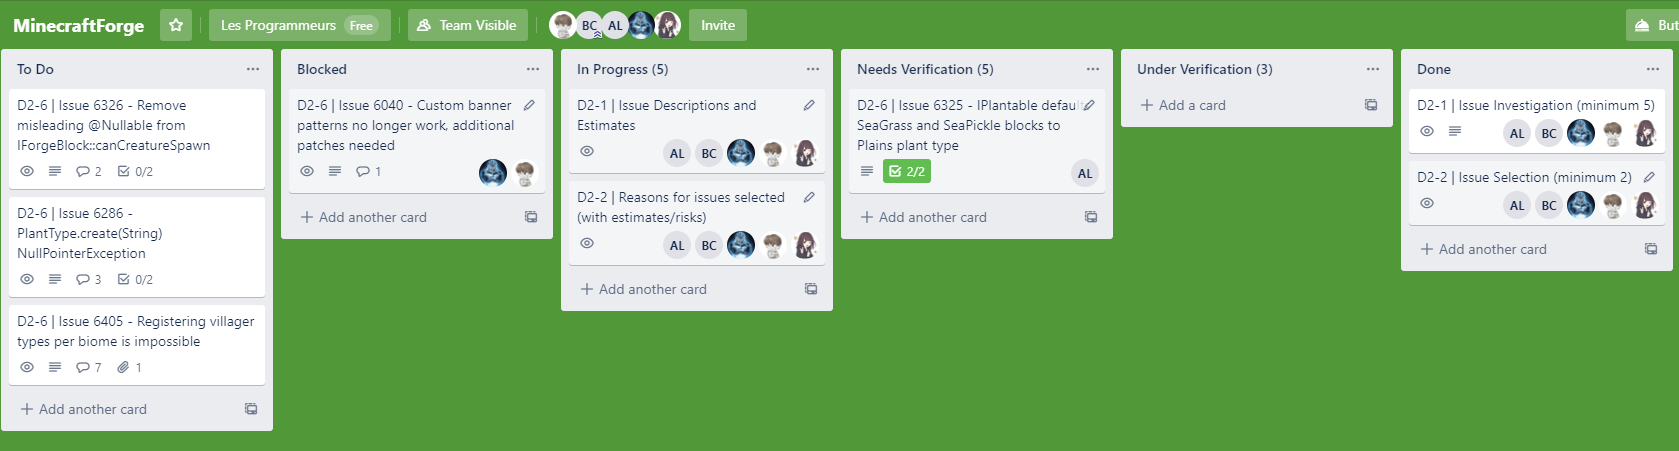 MinecraftForge
Les Programmeurs Free
Team Visible
BC AL
Invite
To Do
D2-6 | Issue 6326 - Remove
misleading @Nullable from
IForgeBlock::canCreatureSpawn
2 0/2
D2-6 | Issue 6286 -
PlantType.create(String)
NullPointerException
3 0/2
D2-6 | Issue 6405 - Registering villager
types per biome is impossible
7 1
+ Add another card
Blocked
D2-6 | Issue 6040 - Custom banner
patterns no longer work, additional
patches needed
1
+ Add another card
In Progress (5)
D2-1 | Issue Descriptions and
Estimates
AL BC
D2-2 | Reasons for issues selected
(with estimates/risks)
AL BC
+ Add another card
Needs Verification (5)
D2-6 | Issue 6325 - IPlantable default
SeaGrass and SeaPickle blocks to
Plains plant type
2/2
AL
+ Add another card
Under Verification (3)
+ Add a card
Done
D2-1 | Issue Investigation (minimum 5)
AL BC
D2-2 | Issue Selection (minimum 2)
AL BC
+ Add another card
But